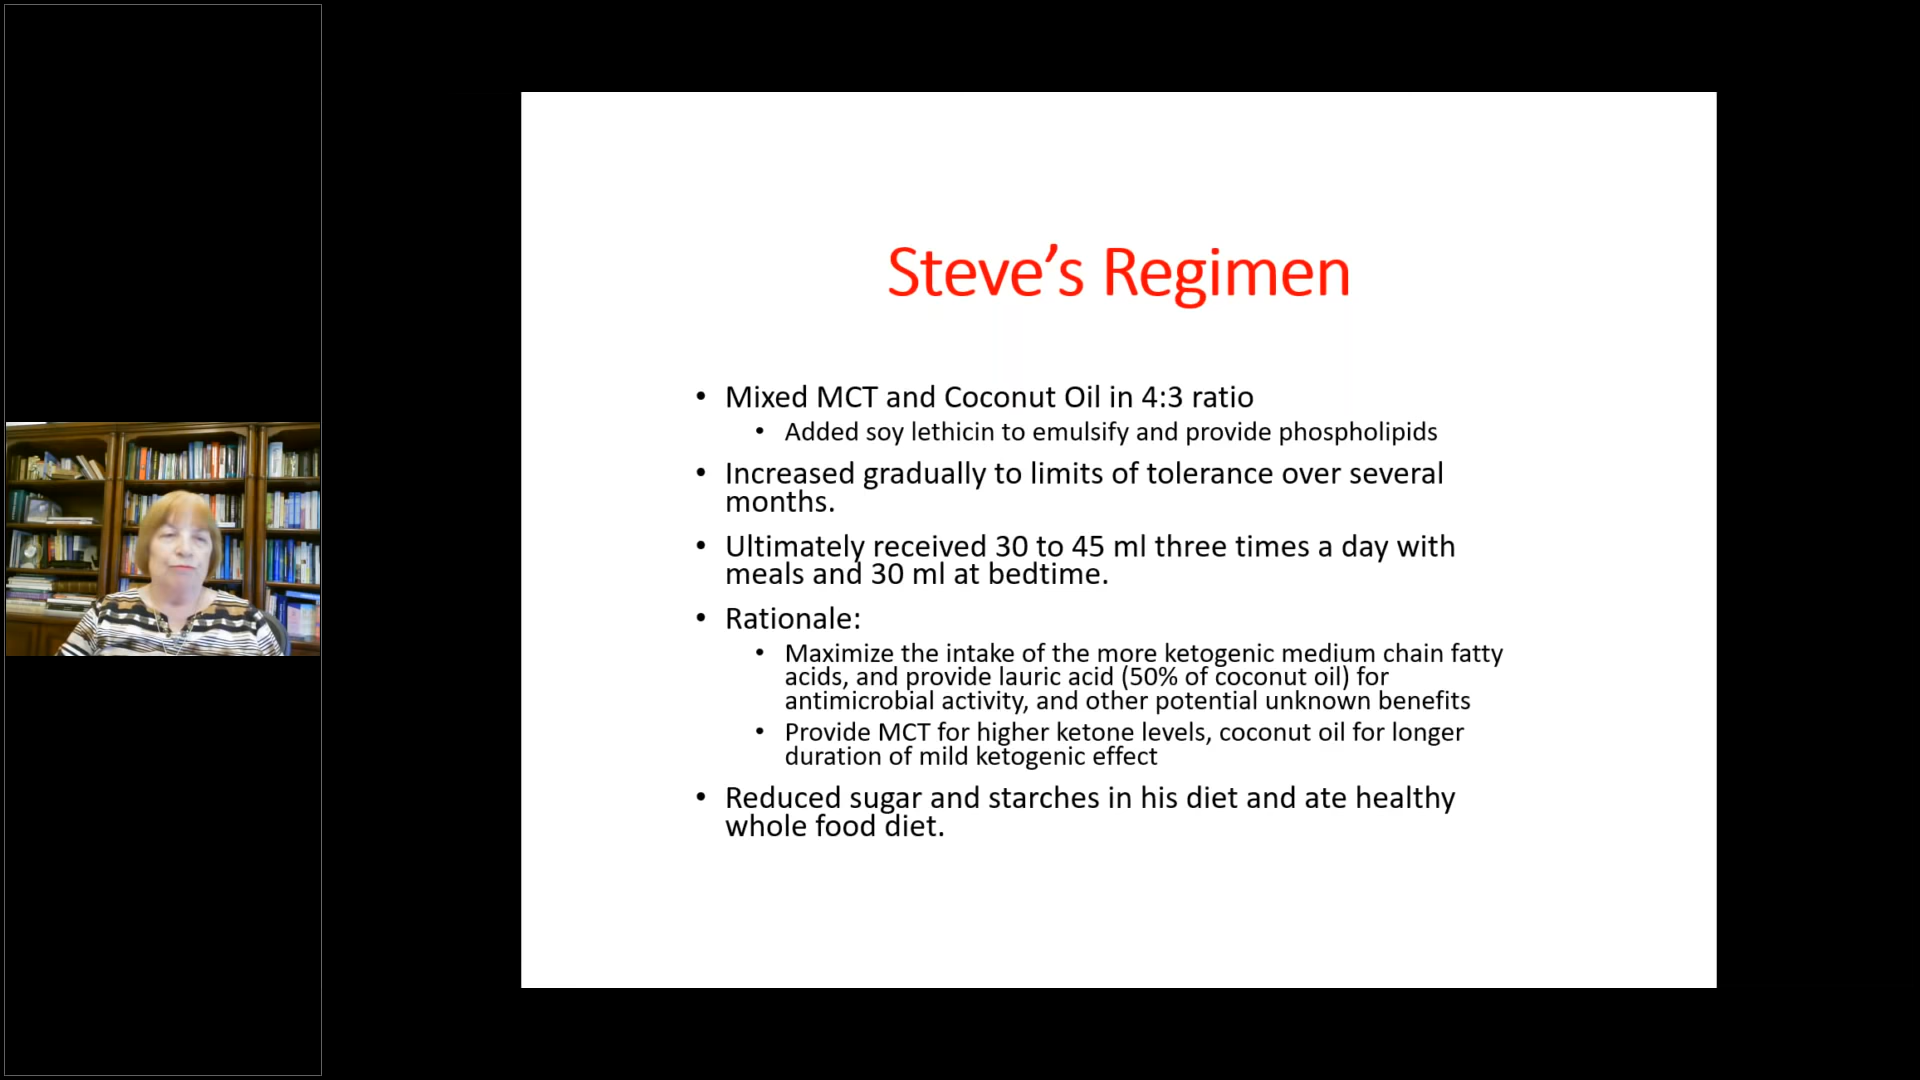 Steve’s Regimen
• Mixed MCT and Coconut Oil in 4:3 ratio
• Added soy lethicin to emulsify and provide phospholipids
• Increased gradually to limits of tolerance over several
months.
• Ultimately received 30 to 45 ml three times a day with
meals and 30 ml at bedtime.
• Rationale:
• Maximize the intake of the more ketogenic medium chain fatty
acids, and provide lauric acid (50% of coconut oil) for
antimicrobial activity, and other potential unknown benefits
• Provide MCT for higher ketone levels, coconut oil for longer
duration of mild ketogenic effect
• Reduced sugar and starches in his diet and ate healthy
whole food diet.